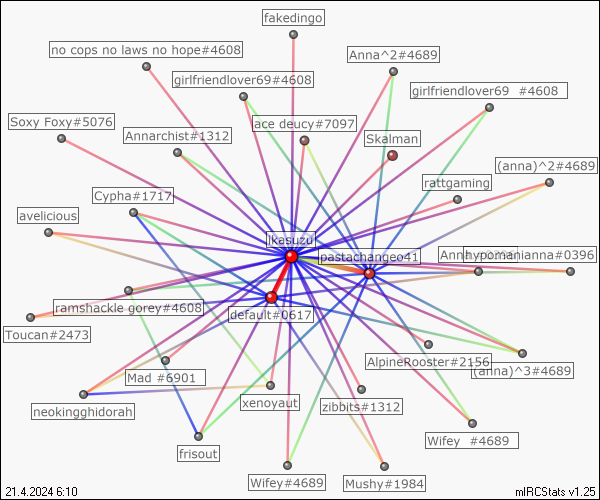 fakedingo
no cops no laws no hope#4608
Anna^2#4689
girlfriendlover69#4608
girlfriendlover69 #4608
Soxy Foxy#5076
ace deucy#7097
Annarchist#1312
Skalman
(anna)^2#4689
rattgaming
Cypha#1717
avelicious
lkasuzu
pastachangeo41
hypomanianna#0396
ramshackle gorey#4608
default#0617
Toucan#2473
AlpineRooster#2156
(anna)^3#4689
Mad #6901
xenoyaut
zibbits#1312
neokingghidorah
Wifey #4689
frisout
Wifey#4689
Mushy#1984
21.4.2024 6:10
mIRCStats v1.25